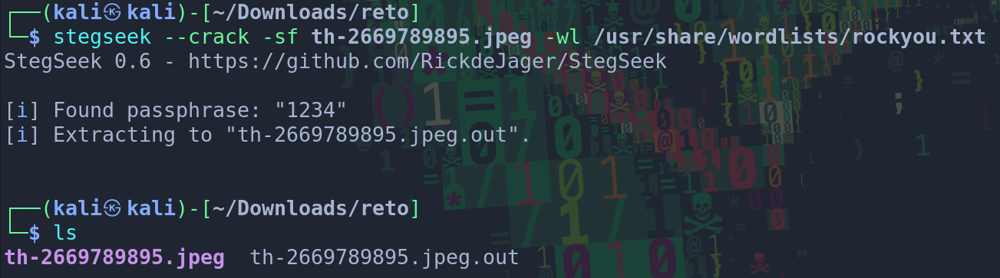 ┌──(kali㉿kali)-[~/Downloads/reto]
└─$ stegseek --crack -sf th-2669789895.jpeg -wl /usr/share/wordlists/rockyou.txt
StegSeek 0.6 - https://github.com/RickdeJager/StegSeek
[i] Found passphrase: "1234"
[i] Extracting to "th-2669789895.jpeg.out".
┌──(kali㉿kali)-[~/Downloads/reto]
└─$ ls
th-2669789895.jpeg  th-2669789895.jpeg.out